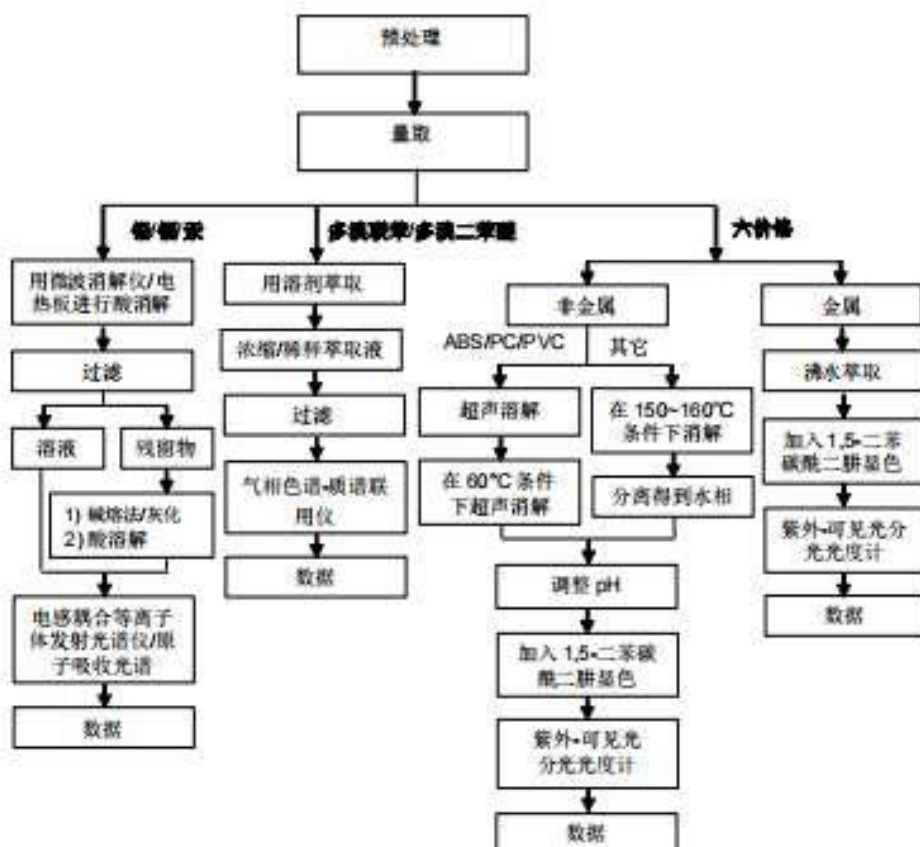 预处理
量取
铅/镉/汞
多溴联苯/多溴二苯醚
六价铬
用微波消解仪/电
热板进行酸消解
过滤
溶液
残留物
1) 碱熔法/灰化
2) 酸溶解
电感耦合等离子
体发射光谱仪/原
子吸收光谱
数据
用溶剂萃取
浓缩/稀释萃取液
过滤
气相色谱-质谱联
用仪
数据
非金属
ABS/PC/PVC
其它
超声溶解
在 60℃ 条件
下超声消解
在 150~160℃
条件下消解
分离得到水相
调整 pH
加入 1,5-二苯碳
酰二肼显色
紫外-可见光
分光光度计
数据
金属
沸水萃取
加入 1,5-二苯
碳酰二肼显色
紫外-可见光分
光光度计
数据